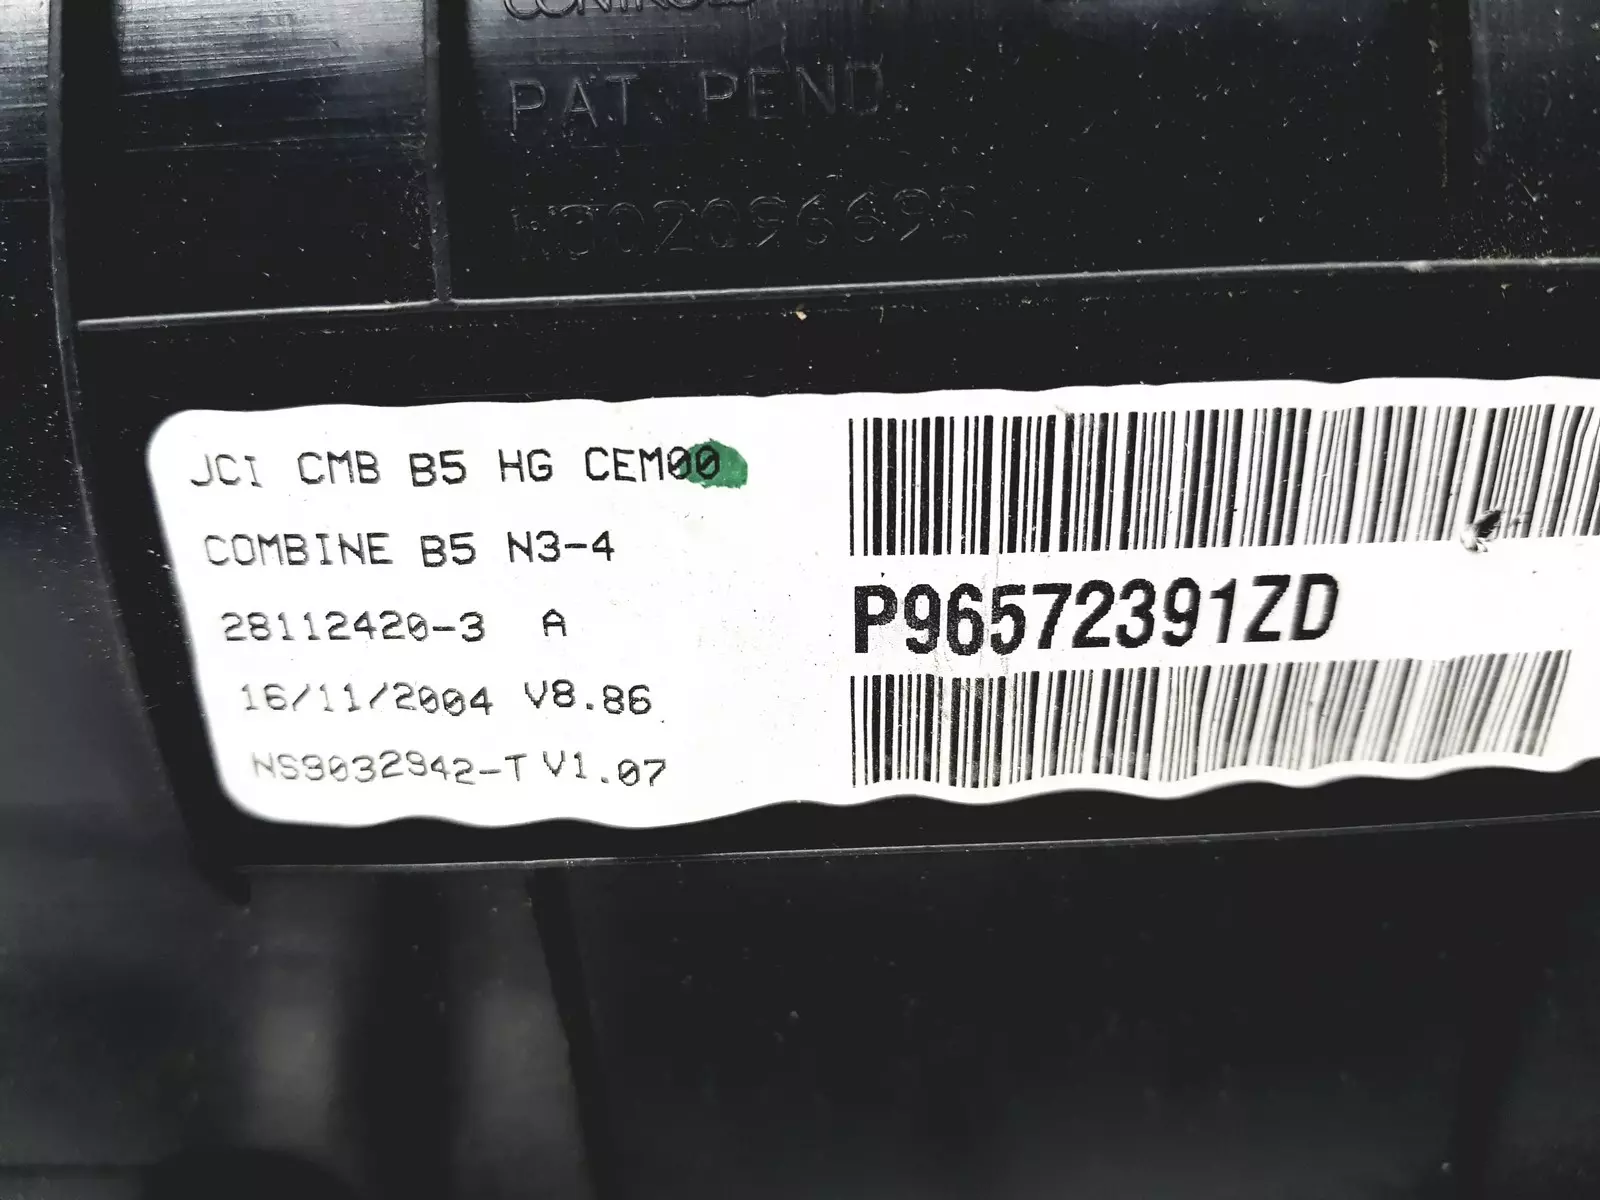 CONTROLS
PAT. PEND.
JCI CMB B5 HG CEM00
COMBINE B5 N3-4
28112420-3 A
16/11/2004 V8.86
NS9032942-T V1.07
P96572391ZD